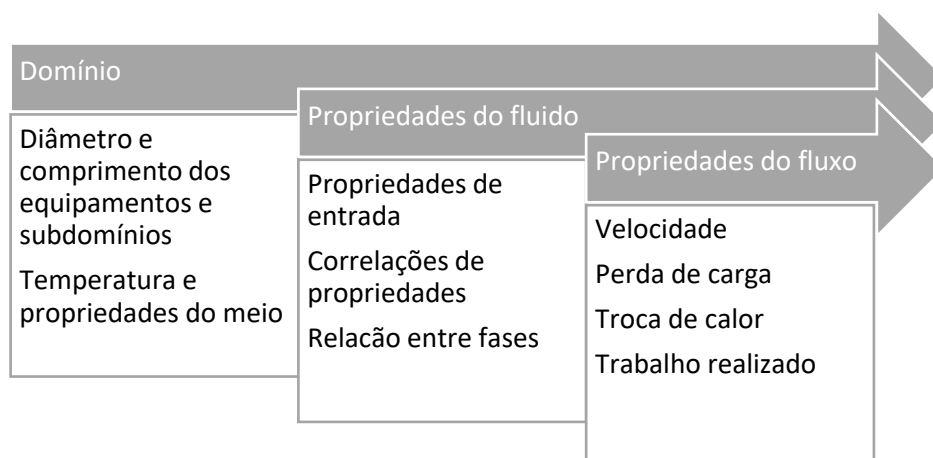 Domínio
Diâmetro e
comprimento dos
equipamentos e
subdomínios
Temperatura e
propriedades do meio
Propriedades do fluido
Propriedades de
entrada
Correlações de
propriedades
Relacão entre fases
Propriedades do fluxo
Velocidade
Perda de carga
Troca de calor
Trabalho realizado